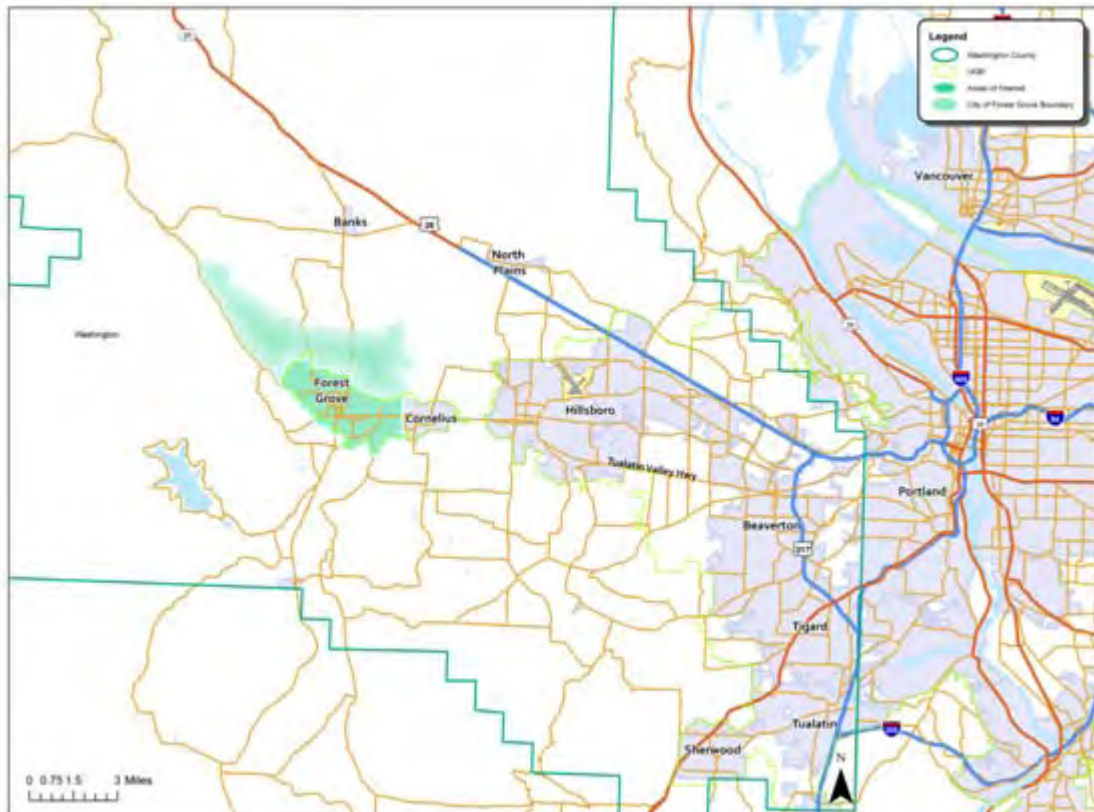 Legend
Washington County
UGB
Areas of Interest
City of Forest Grove Boundary
Vancouver
Banks
26
North
Plains
Washington
Forest
Grove
Cornelius
Hillsboro
Tualatin Valley Hwy
Portland
Beaverton
217
Tigard
Tualatin
Sherwood
N
0 0.75 1.5 3 Miles